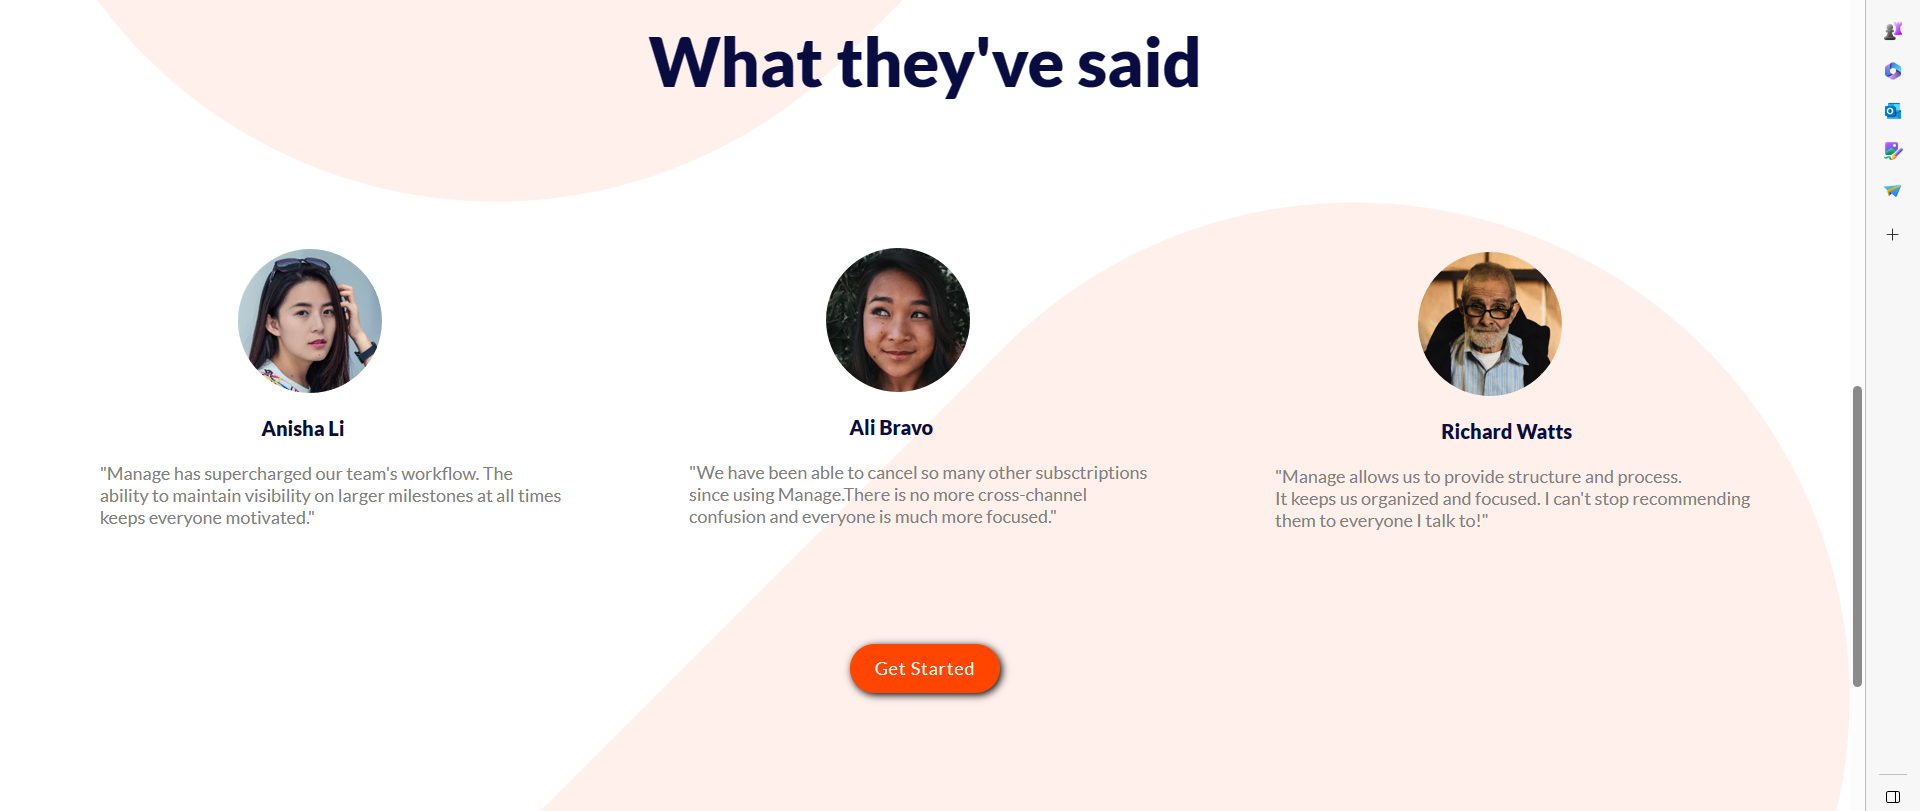 What they've said
Anisha Li
"Manage has supercharged our team's workflow. The
ability to maintain visibility on larger milestones at all times
keeps everyone motivated."
Ali Bravo
"We have been able to cancel so many other subsctriptions
since using Manage.There is no more cross-channel
confusion and everyone is much more focused."
Richard Watts
"Manage allows us to provide structure and process.
It keeps us organized and focused. I can't stop recommending
them to everyone I talk to!"
Get Started